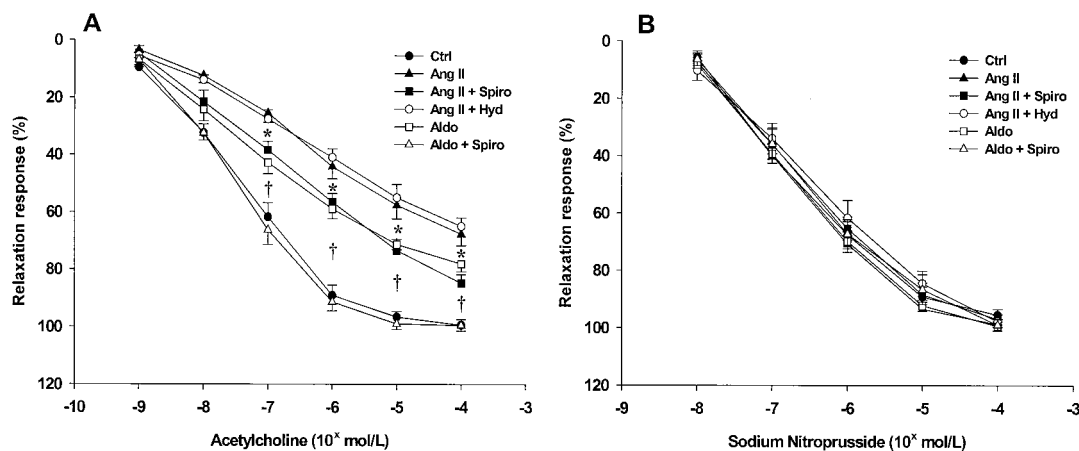 A
B
0
20
40
60
80
100
120
Relaxation response (%)
Ctrl
Ang II
Ang II + Spiro
Ang II + Hyd
Aldo
Aldo + Spiro
*
*
*
*
†
†
†
†
-10
-9
-8
-7
-6
-5
-4
-3
Acetylcholine (10ˣ mol/L)
0
20
40
60
80
100
120
Relaxation response (%)
Ctrl
Ang II
Ang II + Spiro
Ang II + Hyd
Aldo
Aldo + Spiro
-9
-8
-7
-6
-5
-4
-3
Sodium Nitroprusside (10ˣ mol/L)